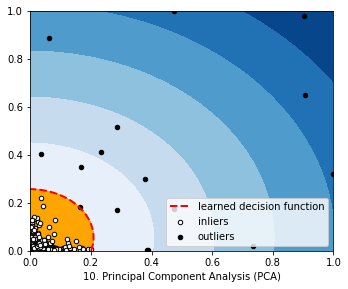 1.0
0.8
0.6
0.4
0.2
0.0
learned decision function
inliers
outliers
0.0 0.2 0.4 0.6 0.8 1.0
10. Principal Component Analysis (PCA)